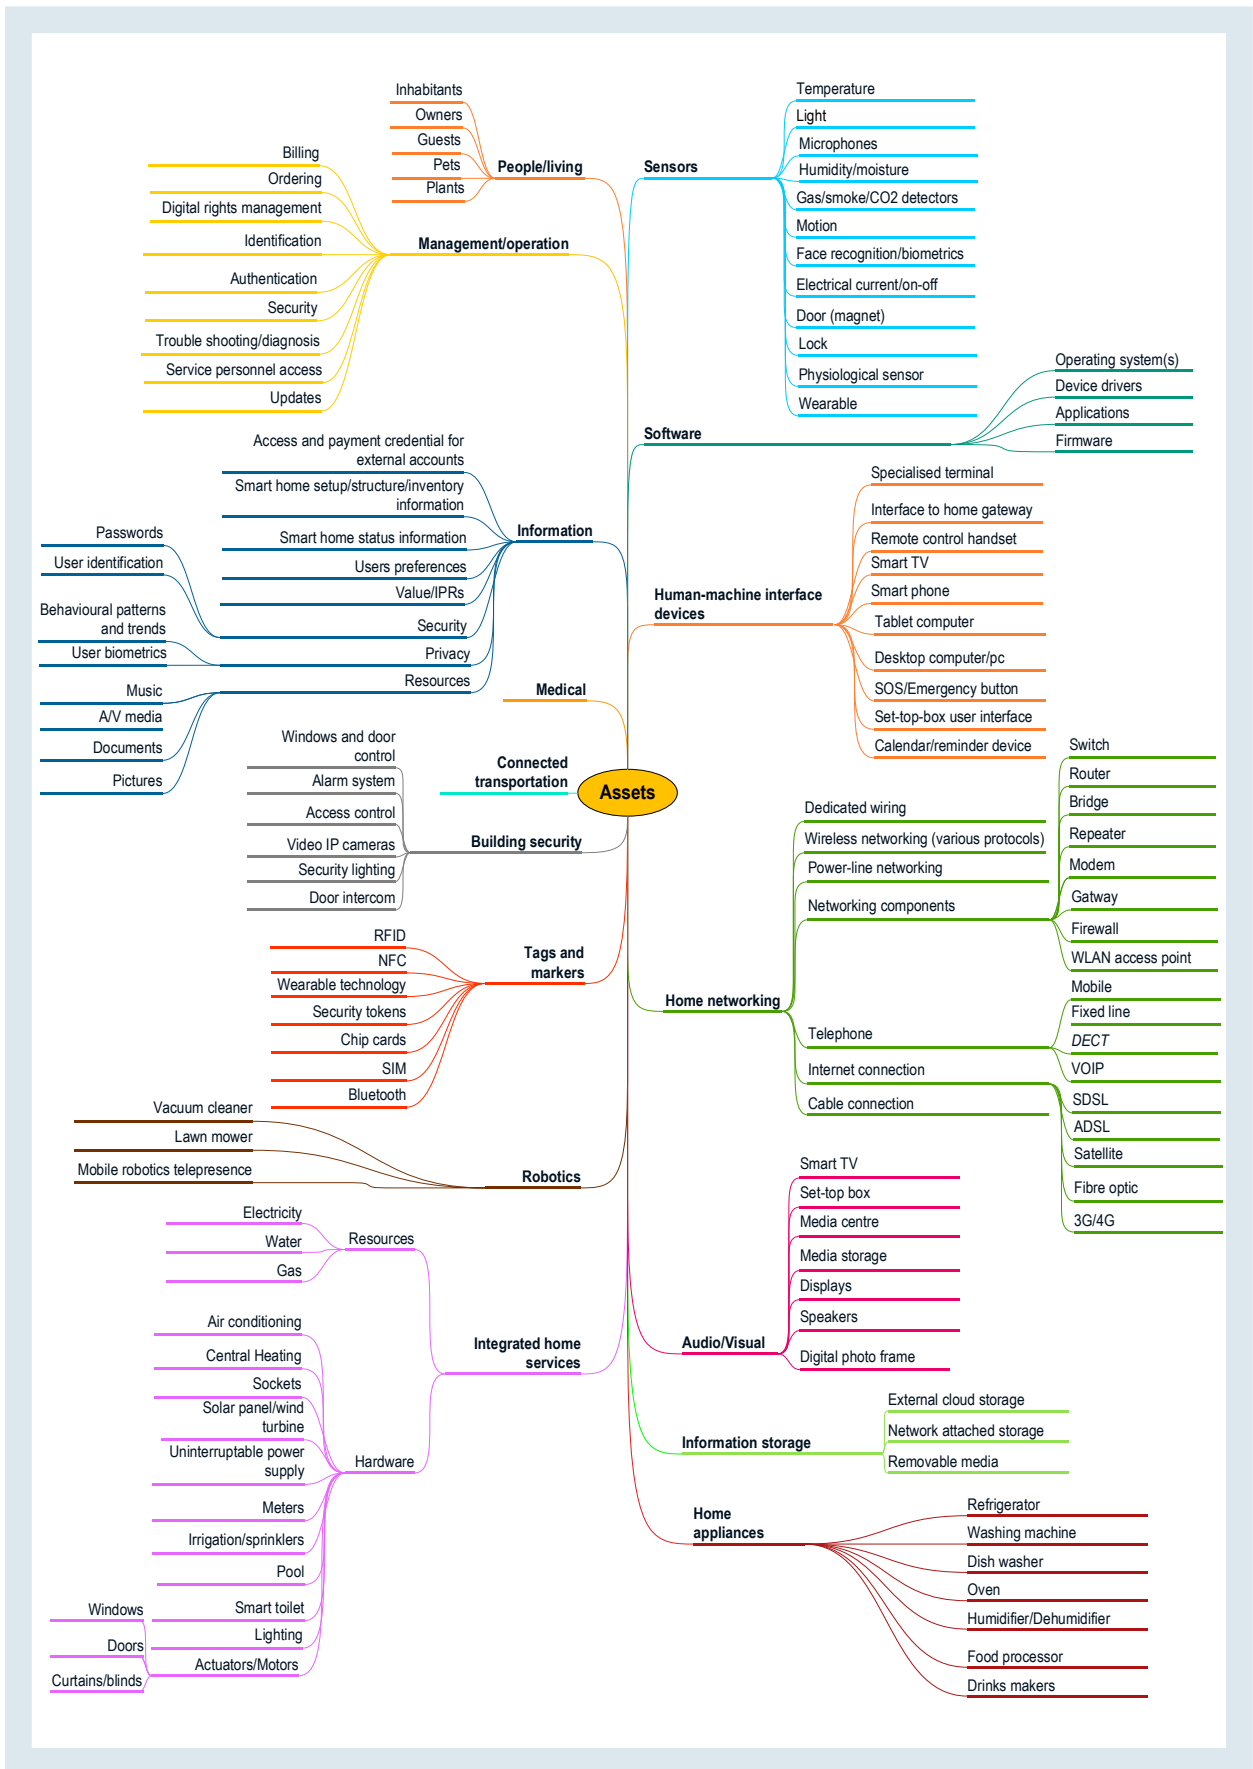 Inhabitants
Owners
Guests
Pets
Plants
People/living
Billing
Ordering
Digital rights management
Identification
Authentication
Security
Trouble shooting/diagnosis
Service personnel access
Updates
Management/operation
Access and payment credential for
external accounts
Smart home setup/structure/inventory
information
Smart home status information
Users preferences
Value/IPRs
Security
Privacy
Resources
Information
Passwords
User identification
Behavioural patterns
and trends
User biometrics
Music
A/V media
Documents
Pictures
Medical
Connected
transportation
Windows and door
control
Alarm system
Access control
Video IP cameras
Security lighting
Door intercom
Building security
RFID
NFC
Wearable technology
Security tokens
Chip cards
SIM
Bluetooth
Tags and
markers
Vacuum cleaner
Lawn mower
Mobile robotics telepresence
Robotics
Electricity
Water
Gas
Resources
Air conditioning
Central Heating
Sockets
Solar panel/wind
turbine
Uninterruptable power
supply
Meters
Irrigation/sprinklers
Pool
Smart toilet
Lighting
Actuators/Motors
Windows
Doors
Curtains/blinds
Hardware
Integrated home
services
Assets
Sensors
Temperature
Light
Microphones
Humidity/moisture
Gas/smoke/CO2 detectors
Motion
Face recognition/biometrics
Electrical current/on-off
Door (magnet)
Lock
Physiological sensor
Wearable
Software
Operating system(s)
Device drivers
Applications
Firmware
Human-machine interface
devices
Specialised terminal
Interface to home gateway
Remote control handset
Smart TV
Smart phone
Tablet computer
Desktop computer/pc
SOS/Emergency button
Set-top-box user interface
Calendar/reminder device
Home networking
Dedicated wiring
Wireless networking (various protocols)
Power-line networking
Networking components
Switch
Router
Bridge
Repeater
Modem
Gatway
Firewall
WLAN access point
Telephone
Mobile
Fixed line
DECT
VOIP
Internet connection
SDSL
ADSL
Satellite
Fibre optic
3G/4G
Cable connection
Audio/Visual
Smart TV
Set-top box
Media centre
Media storage
Displays
Speakers
Digital photo frame
Information storage
External cloud storage
Network attached storage
Removable media
Home
appliances
Refrigerator
Washing machine
Dish washer
Oven
Humidifier/Dehumidifier
Food processor
Drinks makers